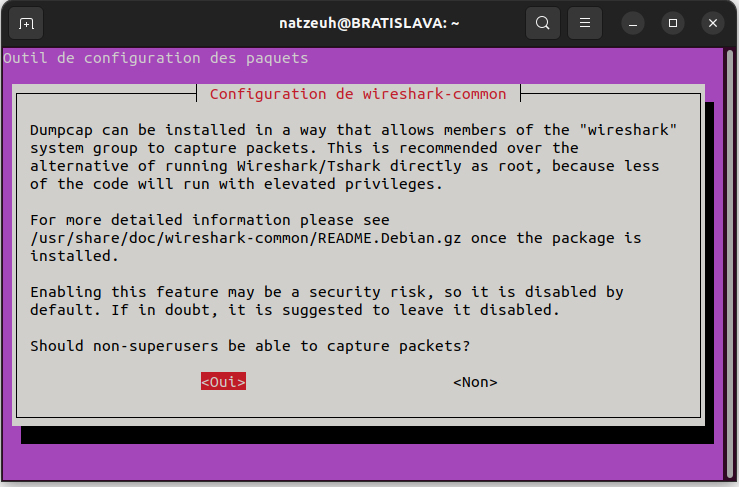 natzeuh@BRATISLAVA: ~
Outil de configuration des paquets
Configuration de wireshark-common
Dumpcap can be installed in a way that allows members of the "wireshark"
system group to capture packets. This is recommended over the
alternative of running Wireshark/Tshark directly as root, because less
of the code will run with elevated privileges.
For more detailed information please see
/usr/share/doc/wireshark-common/README.Debian.gz once the package is
installed.
Enabling this feature may be a security risk, so it is disabled by
default. If in doubt, it is suggested to leave it disabled.
Should non-superusers be able to capture packets?
<Oui> <Non>